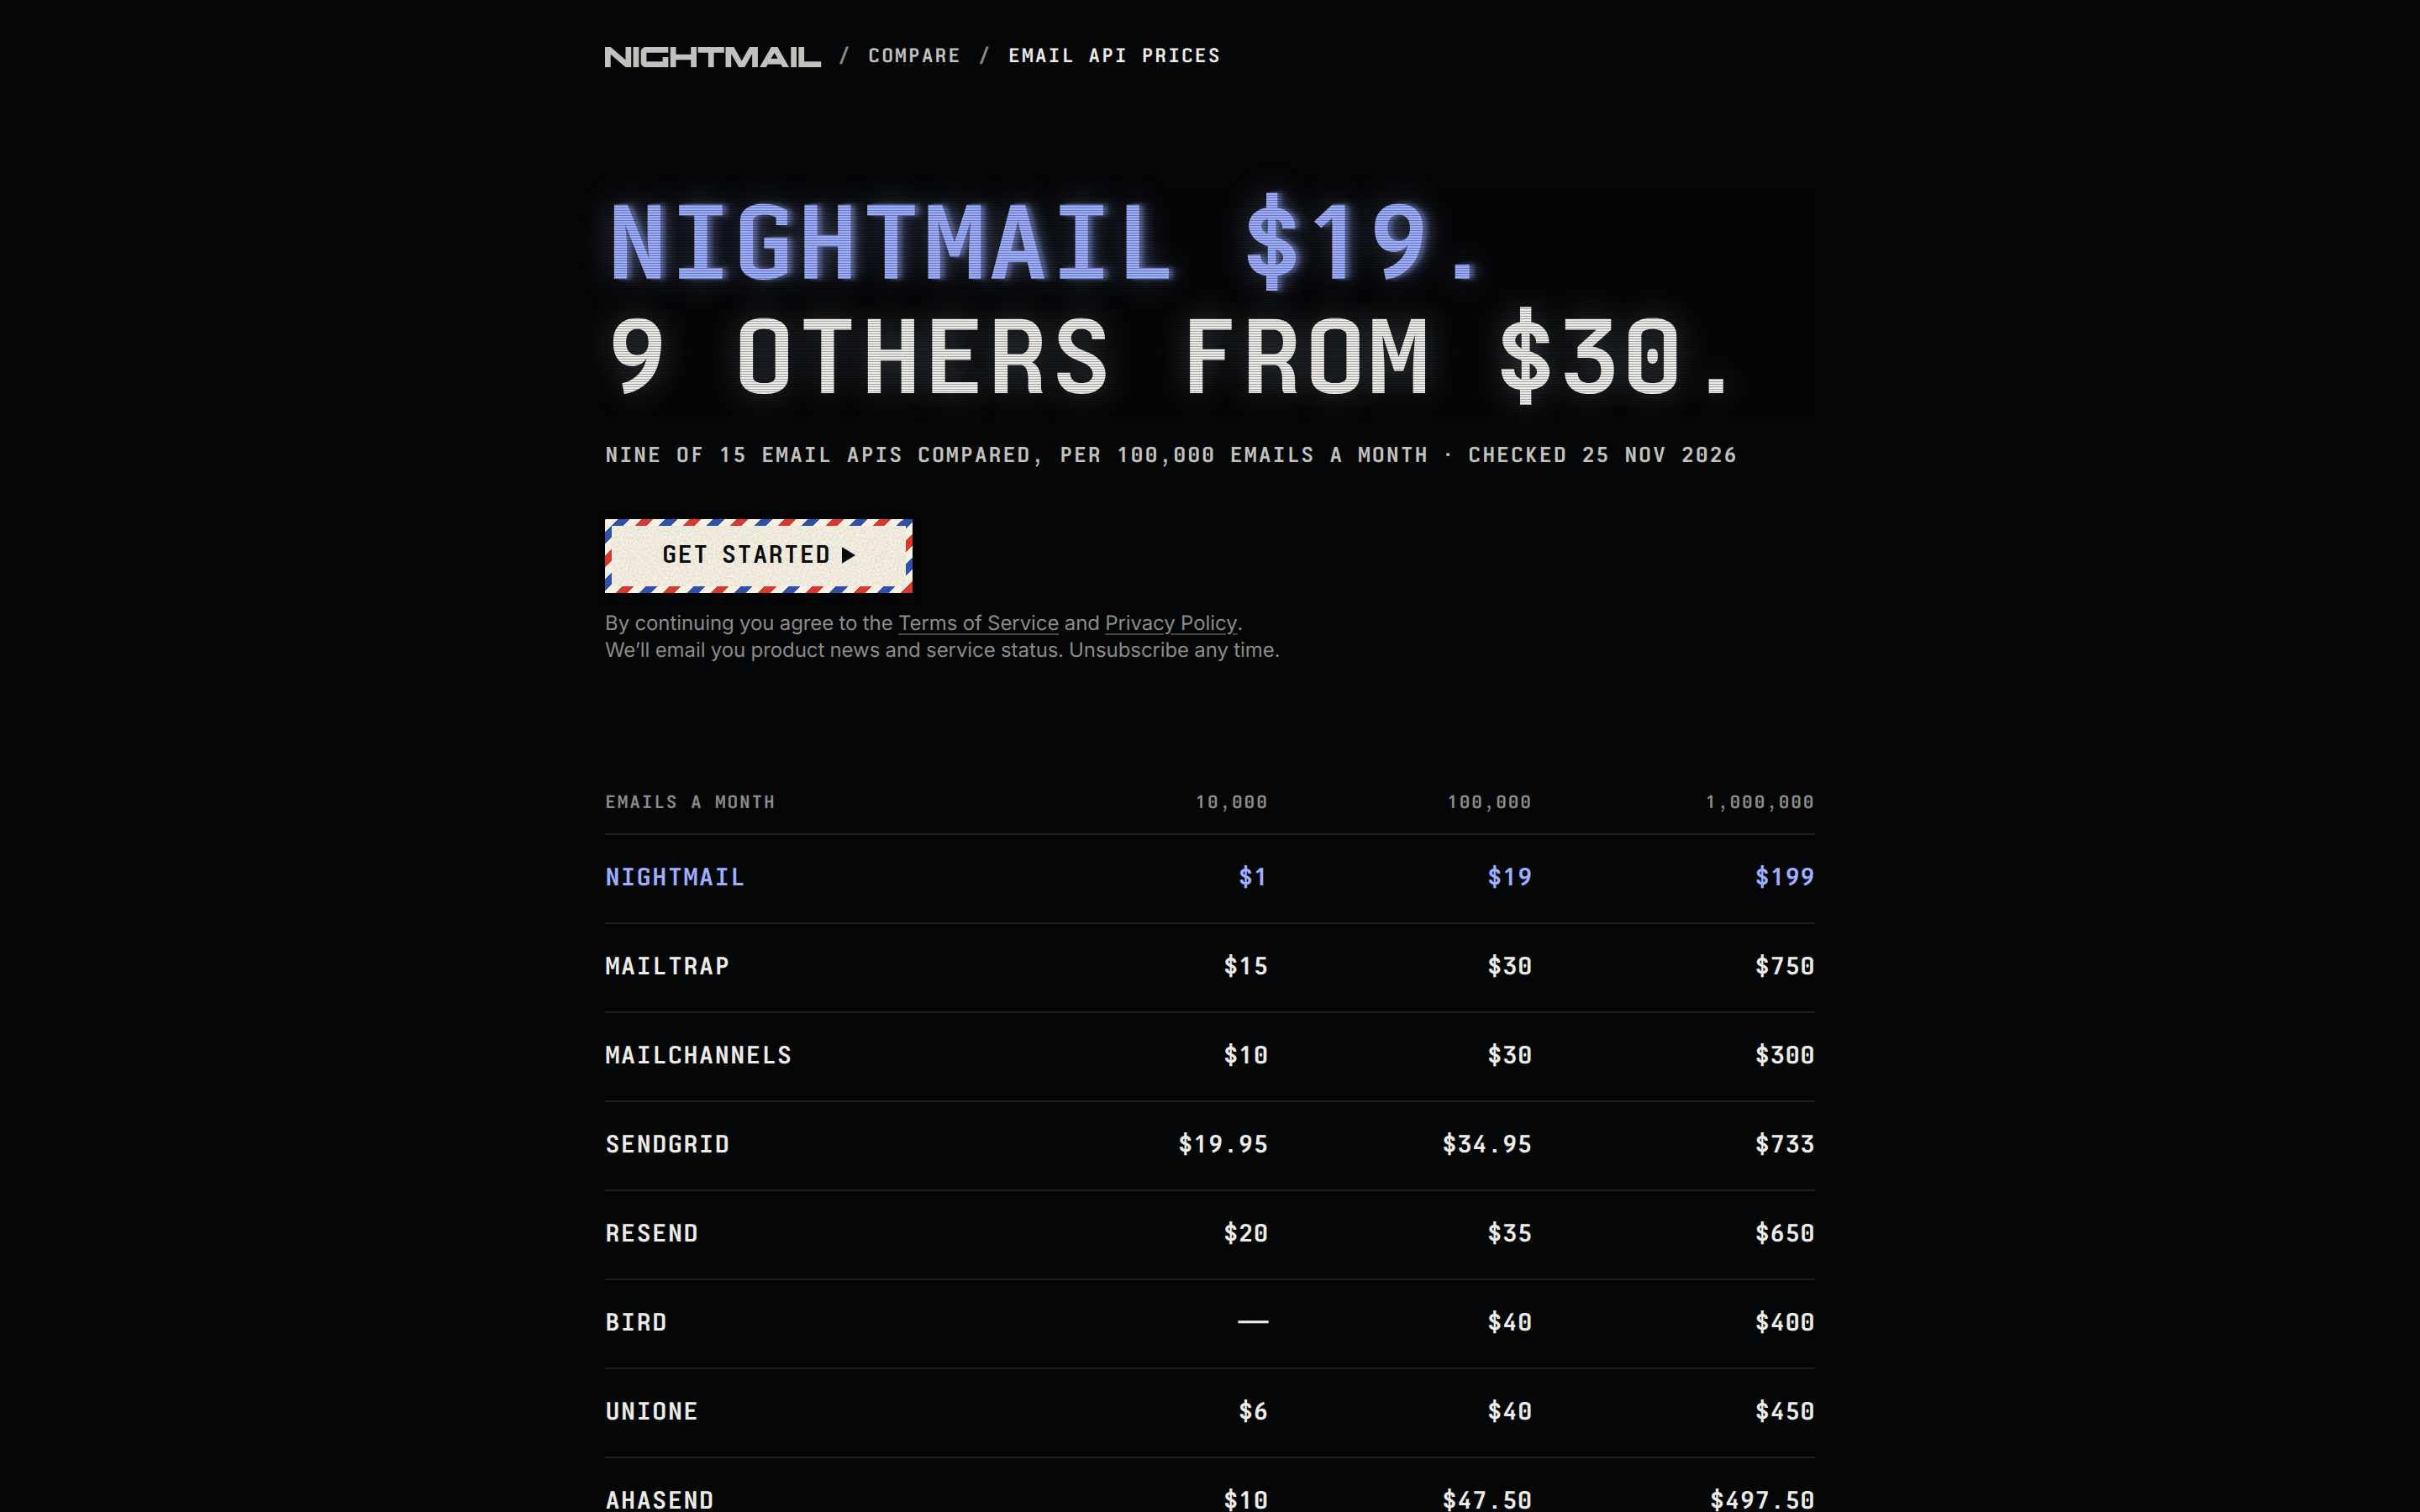 NIGHTMAIL / COMPARE / EMAIL API PRICES
NIGHTMAIL $19.
9 OTHERS FROM $30.
NINE OF 15 EMAIL APIS COMPARED, PER 100,000 EMAILS A MONTH · CHECKED 25 NOV 2026
GET STARTED ▶
By continuing you agree to the Terms of Service and Privacy Policy.
We’ll email you product news and service status. Unsubscribe any time.
EMAILS A MONTH 10,000 100,000 1,000,000
NIGHTMAIL $1 $19 $199
MAILTRAP $15 $30 $750
MAILCHANNELS $10 $30 $300
SENDGRID $19.95 $34.95 $733
RESEND $20 $35 $650
BIRD — $40 $400
UNIONE $6 $40 $450
AHASEND $10 $47.50 $497.50